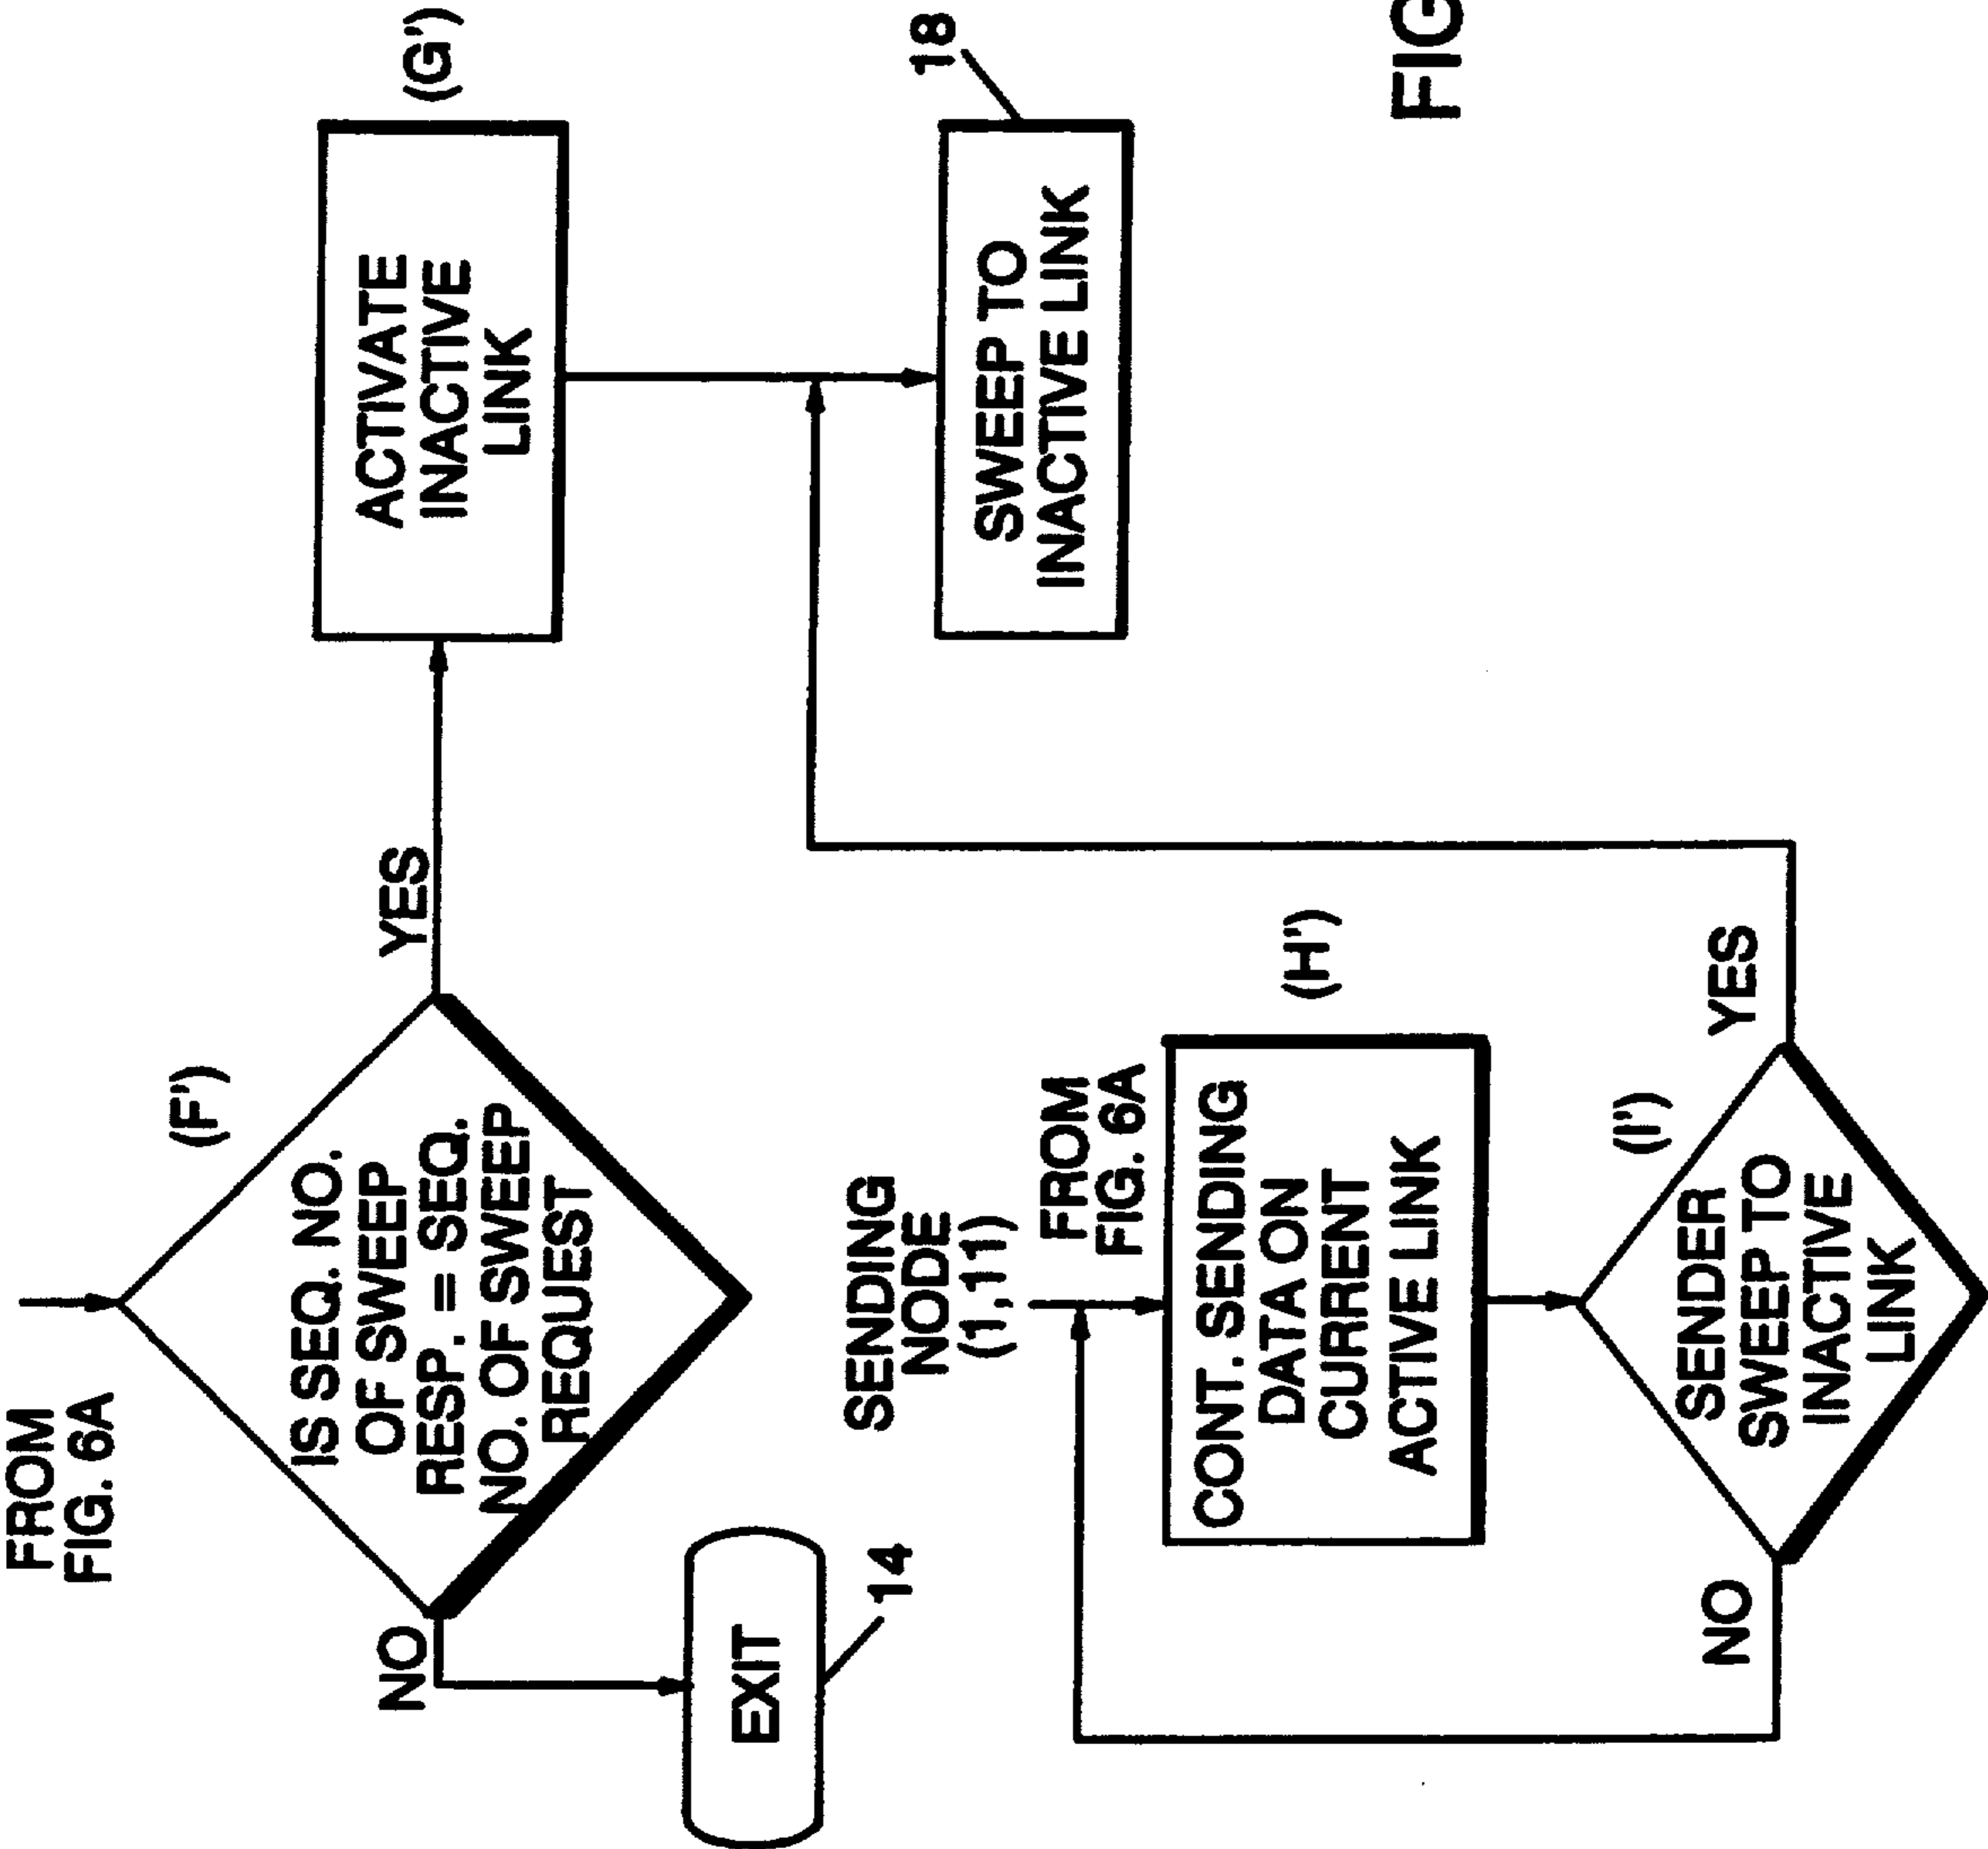 FROM
FIG. 6A
(F')
IS SEQ. NO.
OF SWEEP
RESP. = SEQ.
NO. OF SWEEP
REQUEST
NO
YES
EXIT
14
(G')
ACTIVATE
INACTIVE
LINK
18
SWEEP TO
INACTIVE LINK
SENDING
NODE
(1,11)
FROM
FIG. 6A
(H')
CONT. SENDING
DATA ON
CURRENT
ACTIVE LINK
(I')
SENDER
SWEEP TO
INACTIVE
LINK
NO
YES
FIG